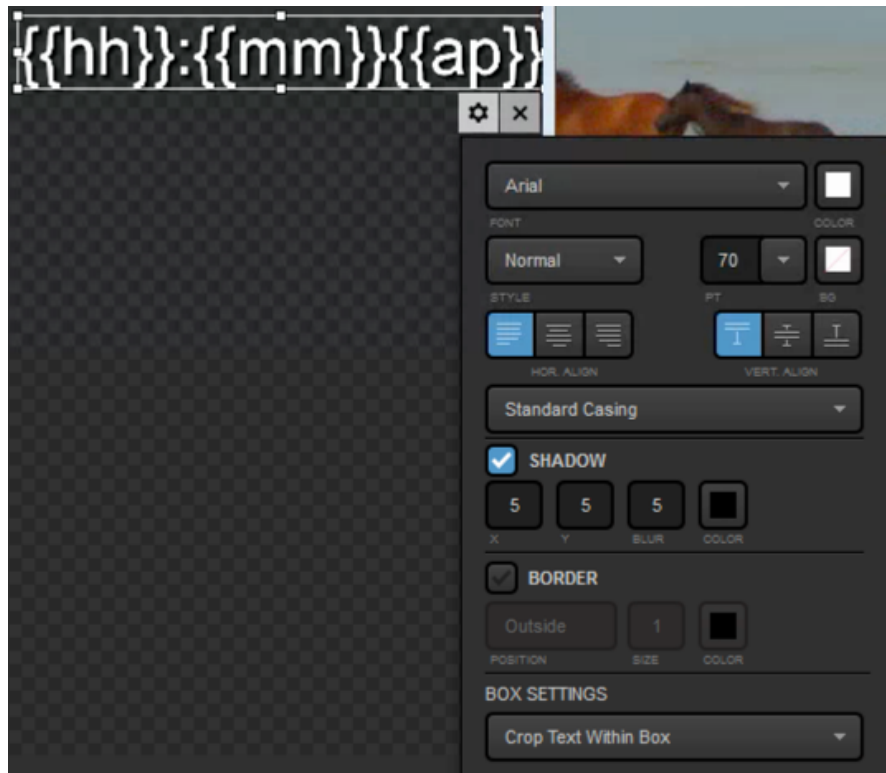 {{hh}}:{{mm}}{{ap}}
Arial
FONT COLOR
Normal 70
STYLE PT BG
HOR. ALIGN VERT. ALIGN
Standard Casing
SHADOW
5 5 5
X Y BLUR COLOR
BORDER
Outside 1
POSITION SIZE COLOR
BOX SETTINGS
Crop Text Within Box